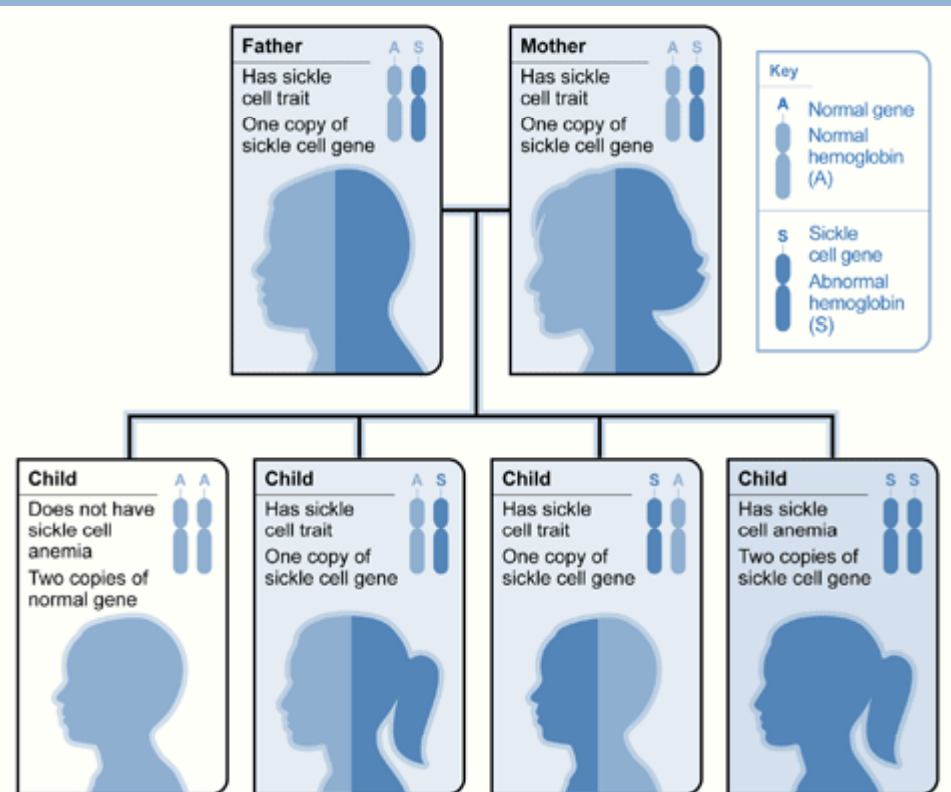 Father
A S
Has sickle
cell trait
One copy of
sickle cell gene
Mother
A S
Has sickle
cell trait
One copy of
sickle cell gene
Key
A
Normal gene
Normal
hemoglobin
(A)
S
Sickle
cell gene
Abnormal
hemoglobin
(S)
Child
A A
Does not have
sickle cell
anemia
Two copies of
normal gene
Child
A S
Has sickle
cell trait
One copy of
sickle cell gene
Child
S A
Has sickle
cell trait
One copy of
sickle cell gene
Child
S S
Has sickle
cell anemia
Two copies of
sickle cell gene